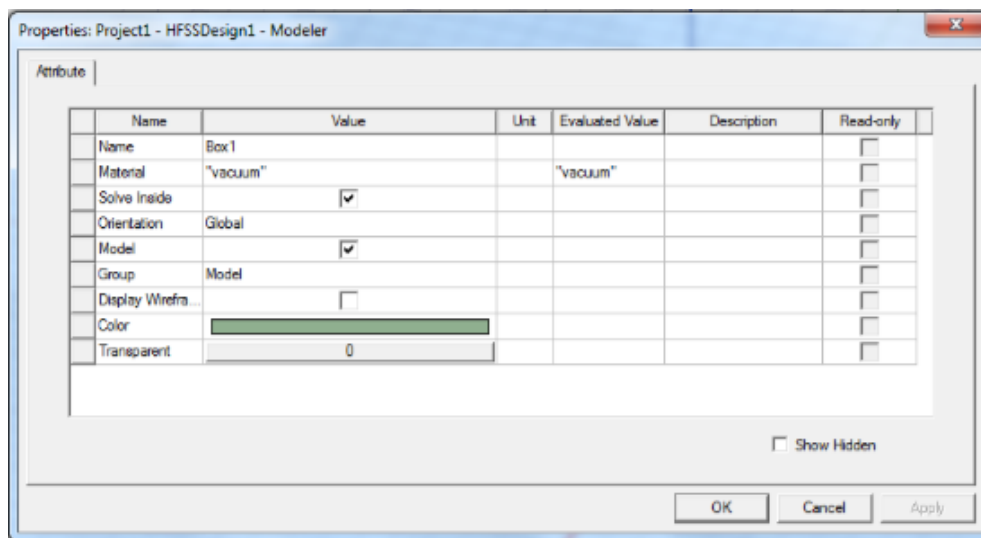 Properties: Project1 - HFSSDesign1 - Modeler
Attribute
Name Value Unit Evaluated Value Description Read-only
Name Box1
Material "vacuum" "vacuum"
Solve Inside
Orientation Global
Model
Group Model
Display Wirefra...
Color
Transparent 0
Show Hidden
OK Cancel Apply